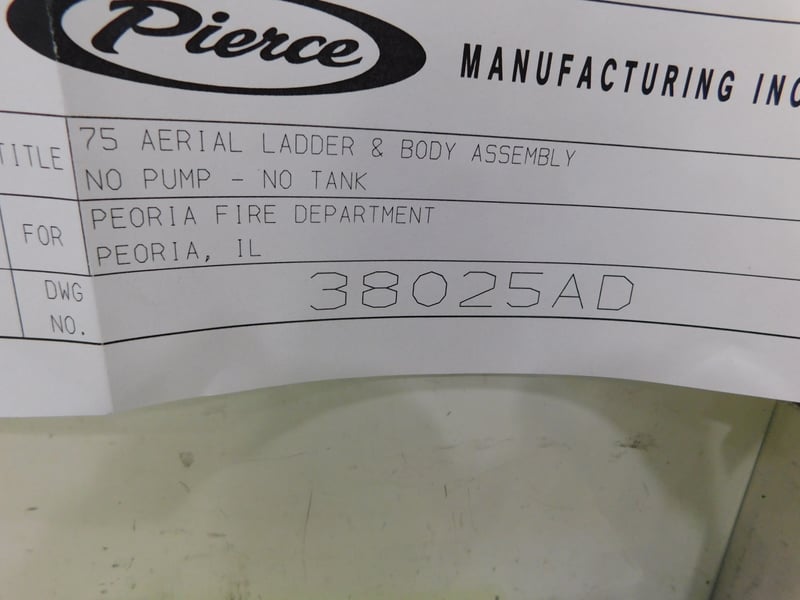 Pierce
MANUFACTURING INC
TITLE
75 AERIAL LADDER & BODY ASSEMBLY
NO PUMP - NO TANK
FOR
PEORIA FIRE DEPARTMENT
PEORIA, IL
DWG
NO.
38025AD